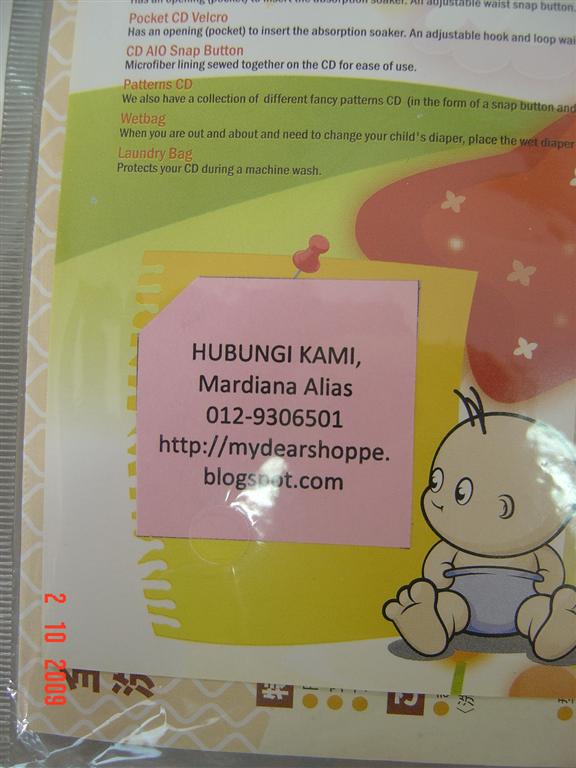 Has an opening (pocket) to insert the absorption soaker. An adjustable waist snap button.
Pocket CD Velcro
Has an opening (pocket) to insert the absorption soaker. An adjustable hook and loop wai
CD AIO Snap Button
Microfiber lining sewed together on the CD for ease of use.
Patterns CD
We also have a collection of different fancy patterns CD (in the form of a snap button and
Wetbag
When you are out and about and need to change your child's diaper, place the wet diaper
Laundry Bag
Protects your CD during a machine wash.
HUBUNGI KAMI,
Mardiana Alias
012-9306501
http://mydearshoppe.
blogspot.com
2 10 2009